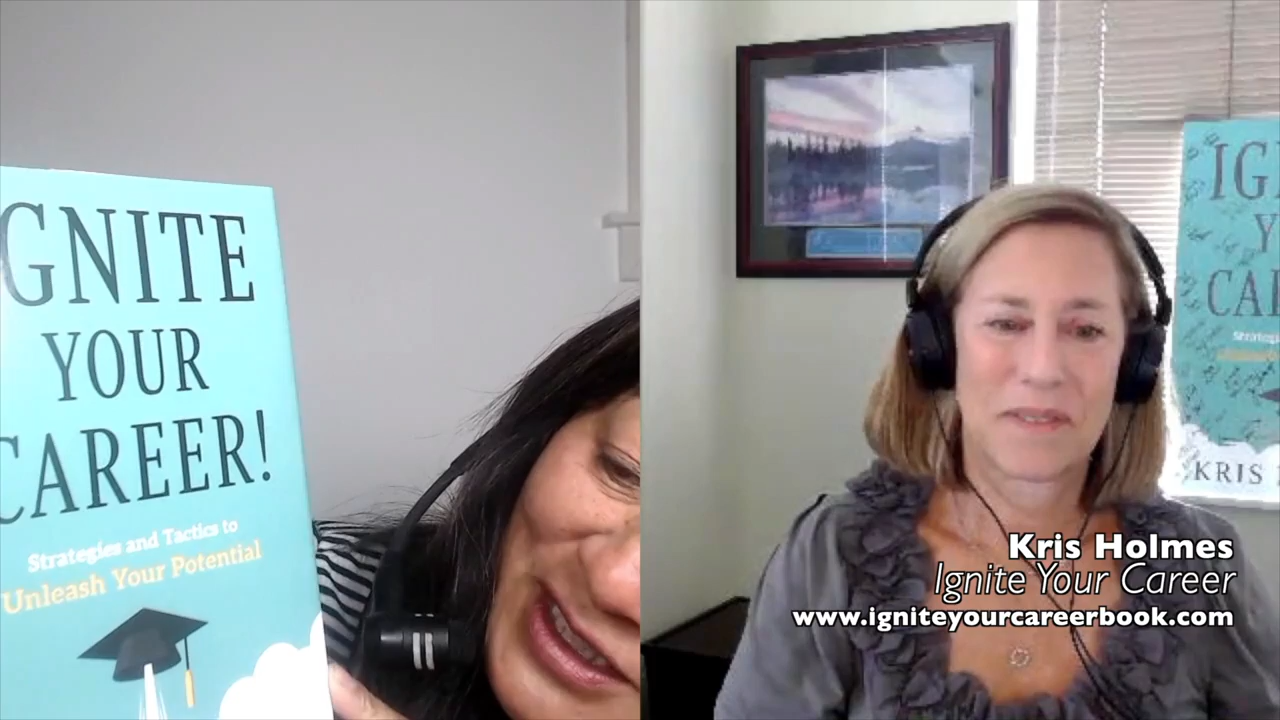 GNITE
YOUR
CAREER!
Strategies and Tactics to
Unleash Your Potential
IG
Y
CA
Strateg
KRIS
Kris Holmes
Ignite Your Career
www.igniteyourcareerbook.com